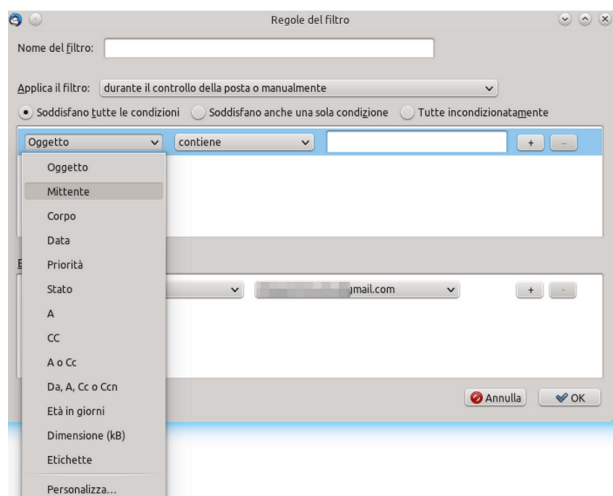 Regole del filtro
Nome del filtro:
Applica il filtro: durante il controllo della posta o manualmente
Soddisfano tutte le condizioni Soddisfano anche una sola condizione Tutte incondizionatamente
Oggetto contiene + -
Oggetto
Mittente
Corpo
Data
Priorità
E
Stato gmail.com + -
A
CC
A o Cc
Da, A, Cc o Ccn
Annulla OK
Età in giorni
Dimensione (kB)
Etichette
Personalizza...